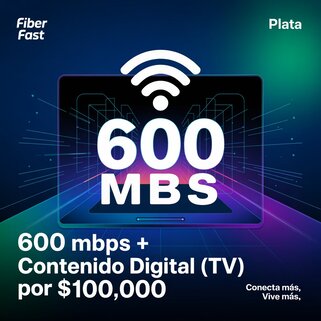 Fiber
Fast
Plata
600
MBS
600 mbps +
Contenido Digital (TV)
por $100,000
Conecta más,
Vive más.